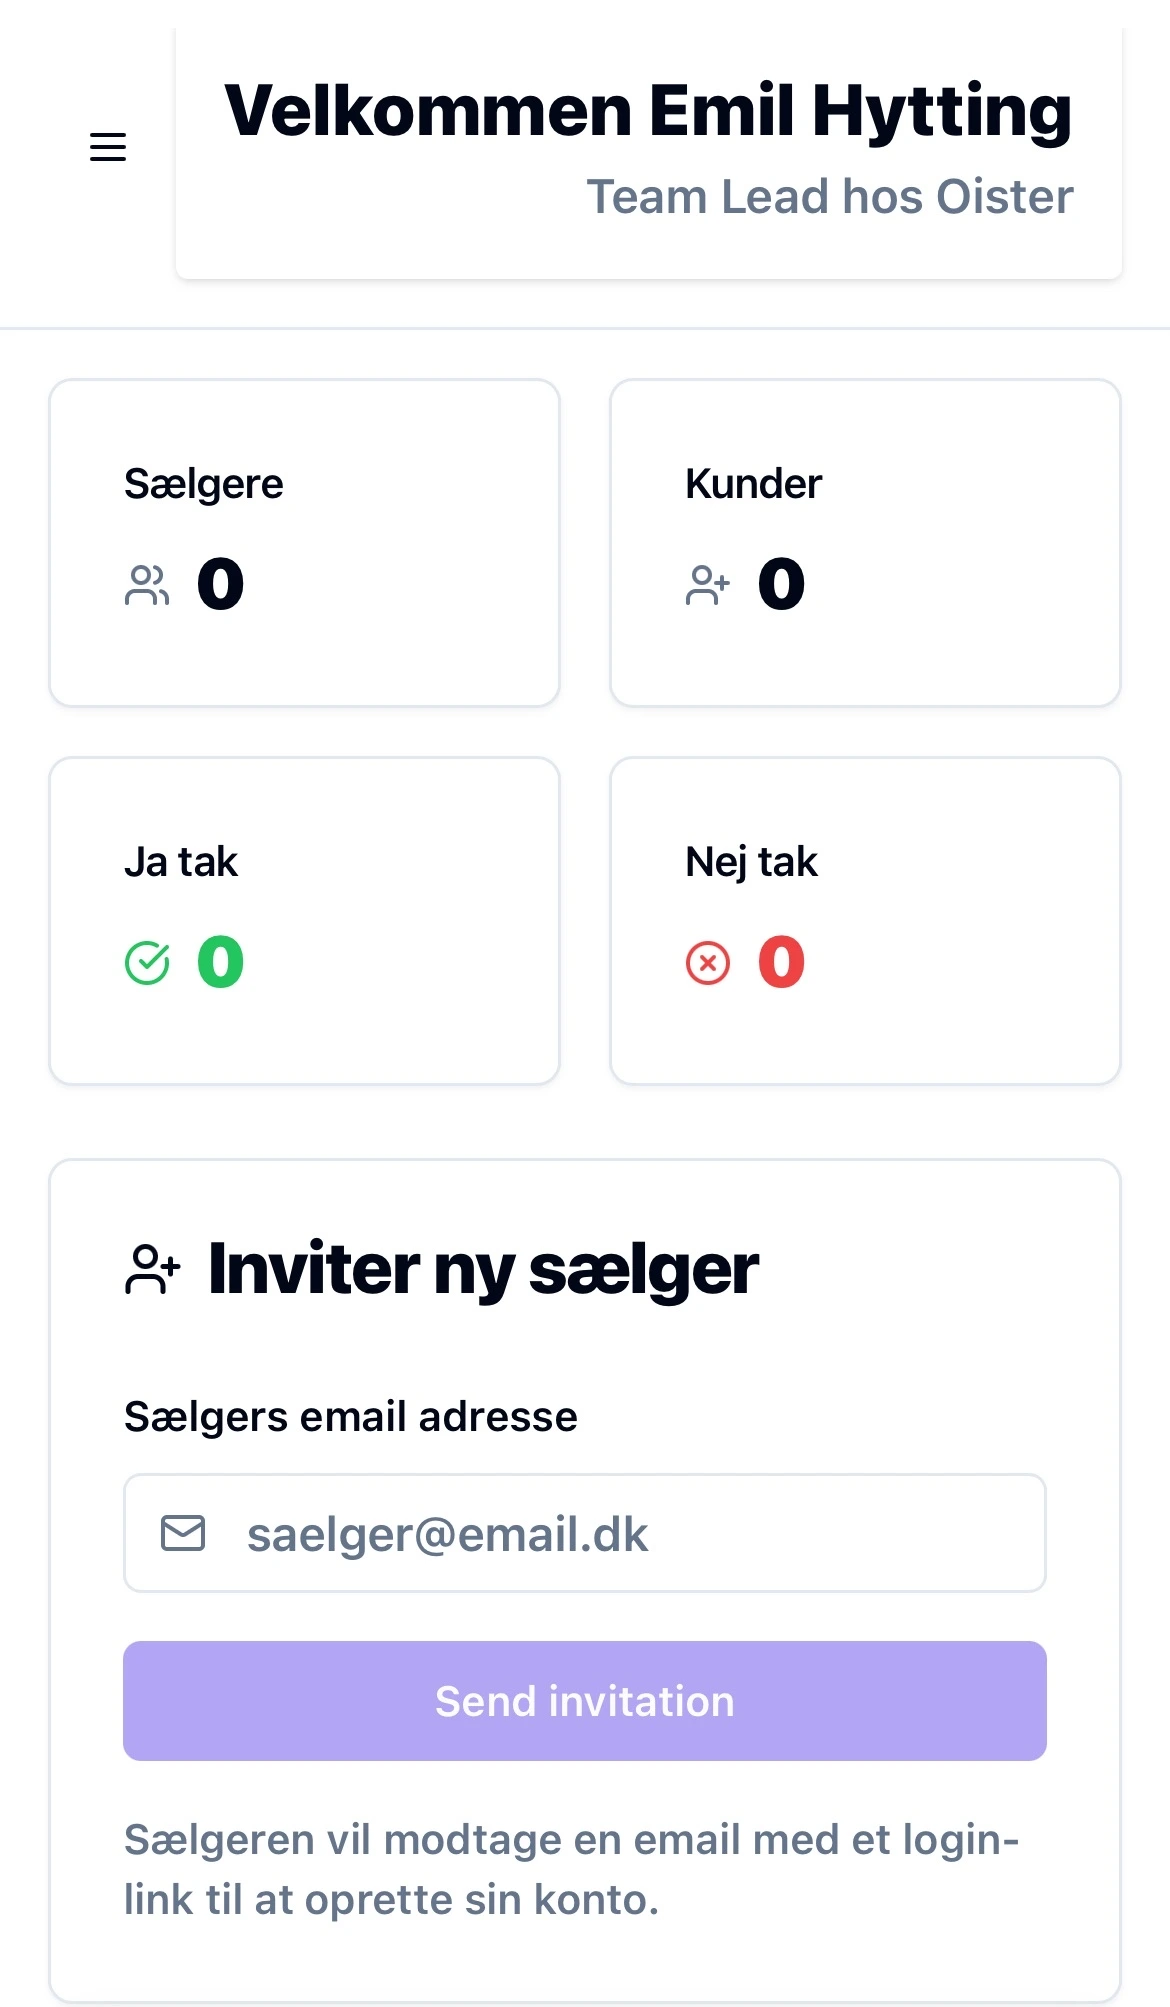 Velkommen Emil Hytting
Team Lead hos Oister
Sælgere
0
Kunder
0
Ja tak
0
Nej tak
0
Inviter ny sælger
Sælgers email adresse
saelger@email.dk
Send invitation
Sælgeren vil modtage en email med et login-
link til at oprette sin konto.